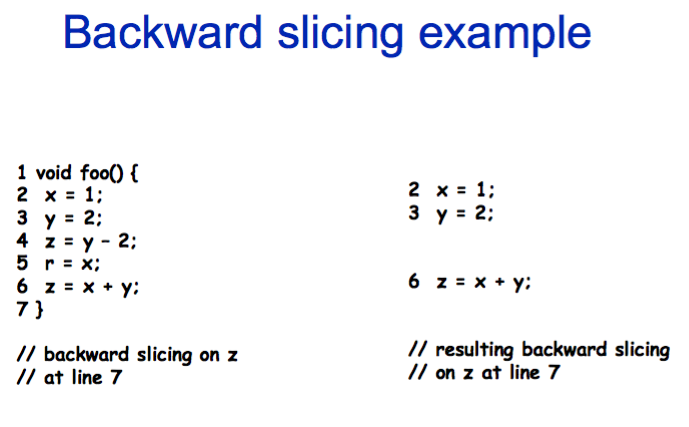 Backward slicing example
1 void foo() {
2 x = 1;
3 y = 2;
4 z = y - 2;
5 r = x;
6 z = x + y;
7 }
// backward slicing on z
// at line 7
2 x = 1;
3 y = 2;
6 z = x + y;
// resulting backward slicing
// on z at line 7